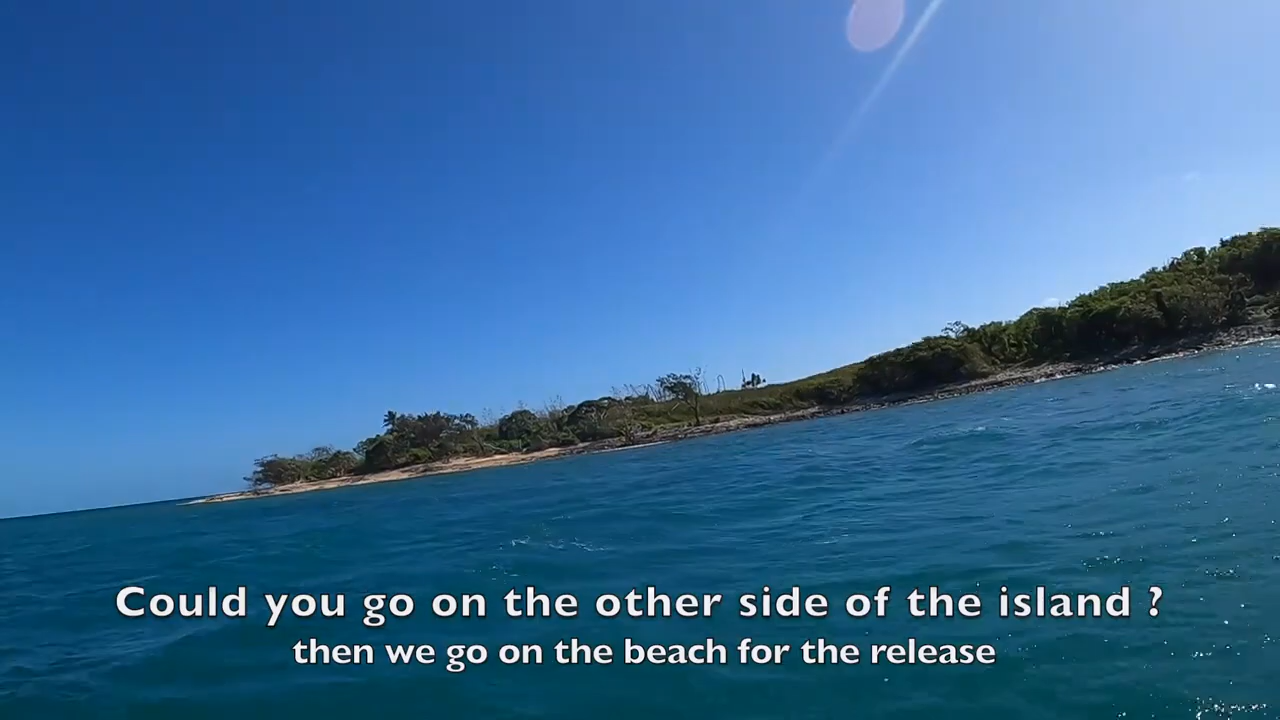 Could you go on the other side of the island ?
then we go on the beach for the release